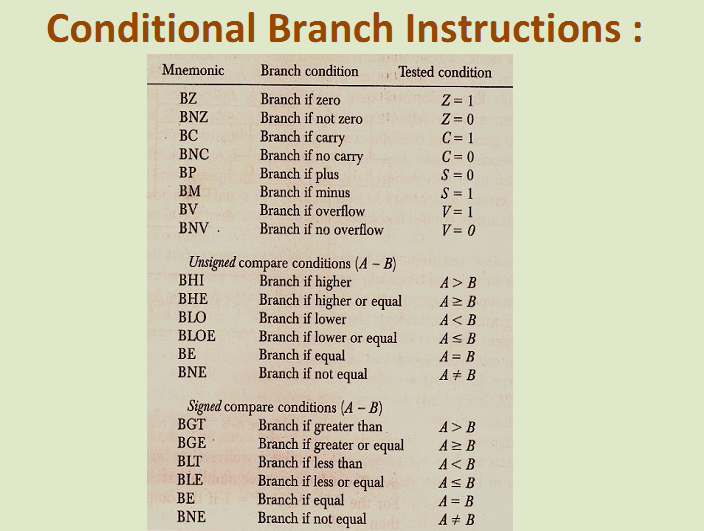 Conditional Branch Instructions :
Mnemonic Branch condition Tested condition
BZ Branch if zero Z = 1
BNZ Branch if not zero Z = 0
BC Branch if carry C = 1
BNC Branch if no carry C = 0
BP Branch if plus S = 0
BM Branch if minus S = 1
BV Branch if overflow V = 1
BNV Branch if no overflow V = 0
Unsigned compare conditions (A – B)
BHI Branch if higher A > B
BHE Branch if higher or equal A ≥ B
BLO Branch if lower A < B
BLOE Branch if lower or equal A ≤ B
BE Branch if equal A = B
BNE Branch if not equal A ≠ B
Signed compare conditions (A – B)
BGT Branch if greater than A > B
BGE Branch if greater or equal A ≥ B
BLT Branch if less than A < B
BLE Branch if less or equal A ≤ B
BE Branch if equal A = B
BNE Branch if not equal A ≠ B